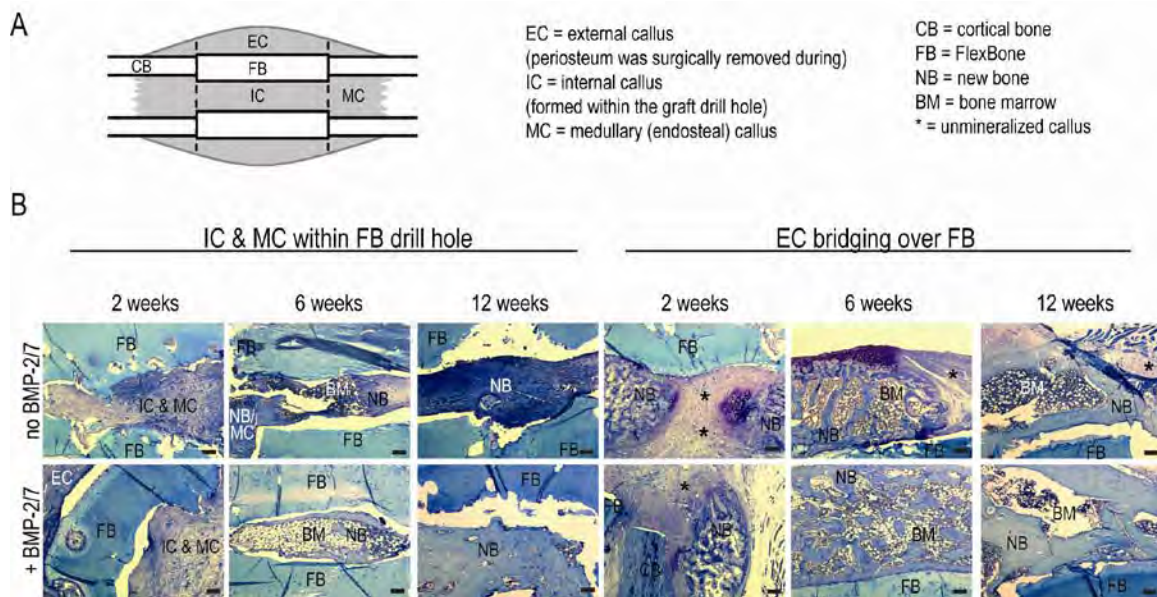 A
EC
CB
FB
IC
MC
EC = external callus
(periosteum was surgically removed during)
IC = internal callus
(formed within the graft drill hole)
MC = medullary (endosteal) callus
CB = cortical bone
FB = FlexBone
NB = new bone
BM = bone marrow
* = unmineralized callus
B
IC & MC within FB drill hole
EC bridging over FB
2 weeks
6 weeks
12 weeks
2 weeks
6 weeks
12 weeks
no BMP-2/7
FB
IC & MC
FB
FB
BM
NB
NB/
MC
FB
FB
NB
FB
FB
NB
*
*
NB
*
BM
NB
FB
*
BM
NB
FB
+ BMP-2/7
EC
FB
IC & MC
FB
BM
NB
FB
FB
NB
FB
*
NB
CB
NB
BM
FB
BM
NB
FB